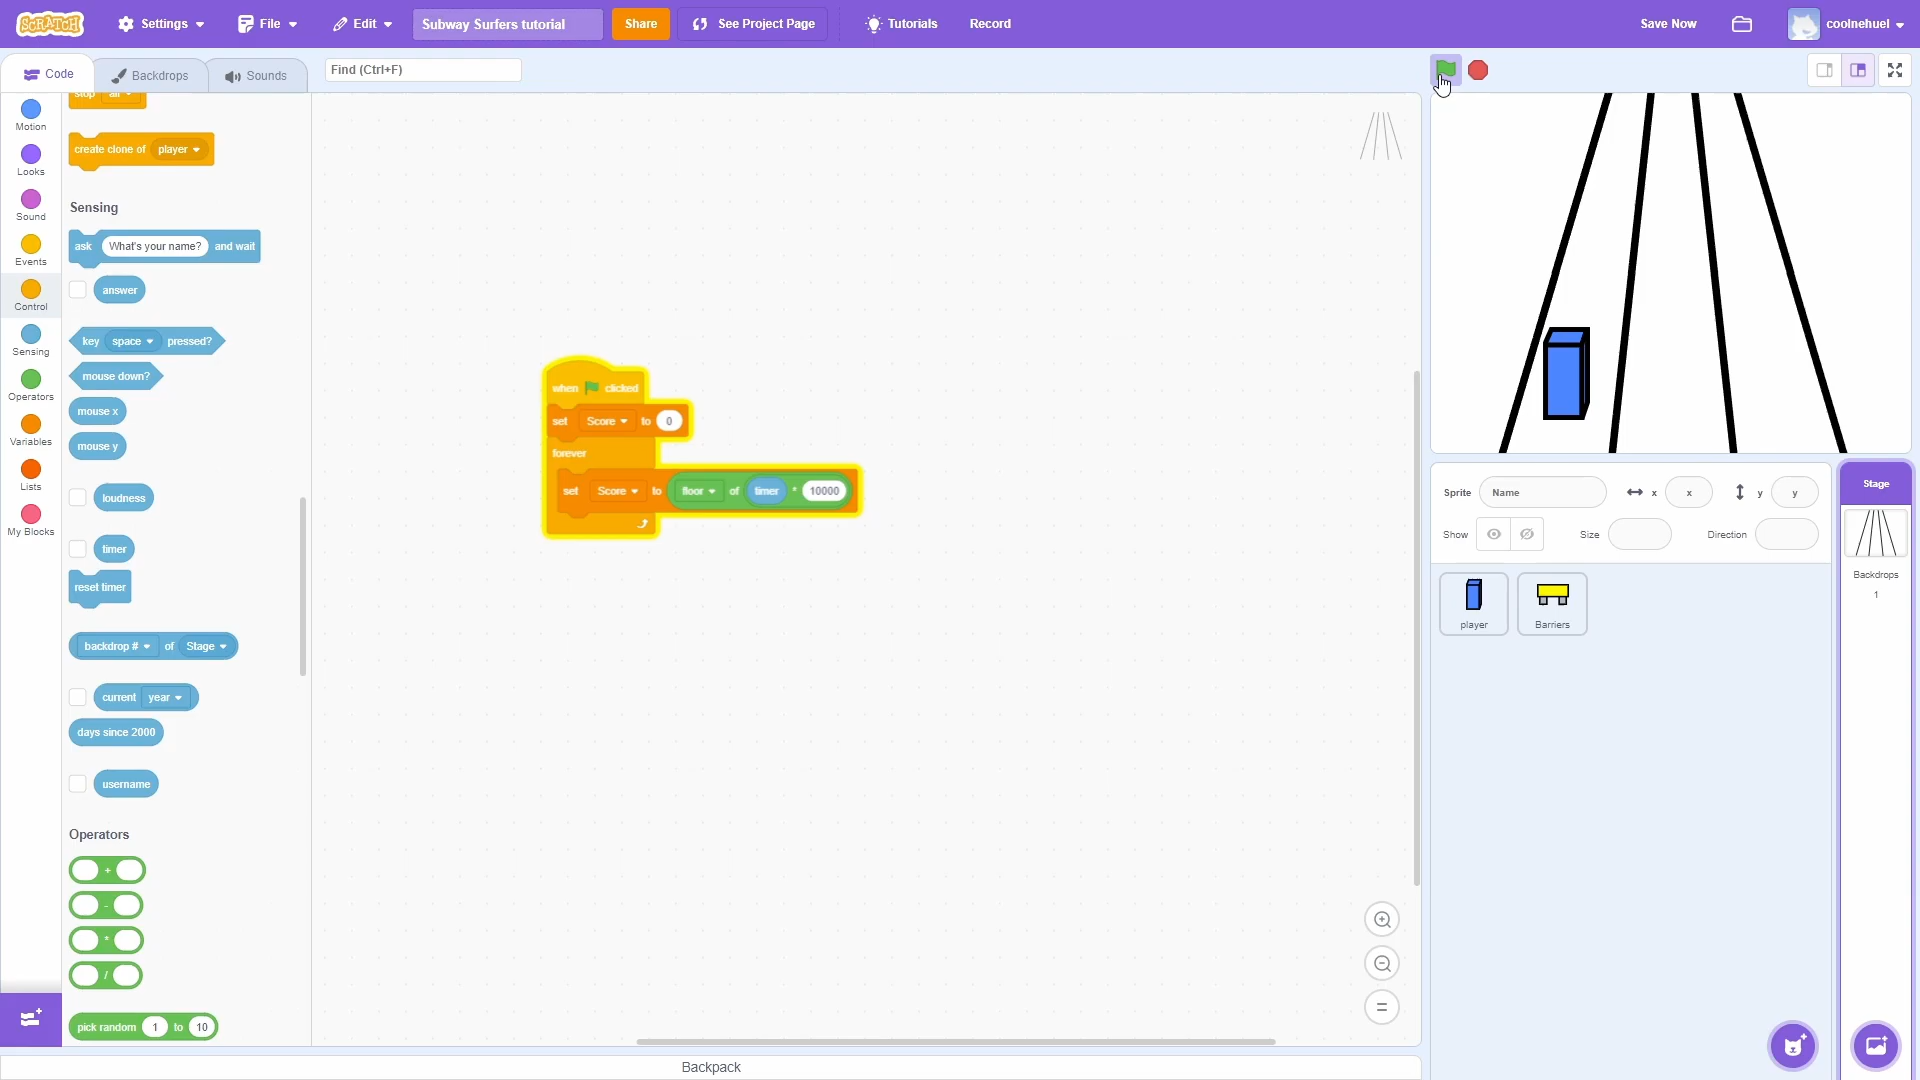 SCRATCH Settings File Edit Subway Surfers tutorial Share See Project Page Tutorials Record Save Now coolnehuel
Code Backdrops Sounds Find (Ctrl+F)
Motion
Looks
Sound
Events
Control
Sensing
Operators
Variables
Lists
My Blocks
stop all
create clone of player
Sensing
ask What's your name? and wait
answer
key space pressed?
mouse down?
mouse x
mouse y
loudness
timer
reset timer
backdrop # of Stage
current year
days since 2000
username
Operators
+
-
*
/
pick random 1 to 10
when clicked
set Score to 0
forever
set Score to floor of timer * 10000
Sprite Name x x y y
Show Size Direction
player Barriers
Stage
Backdrops
1
Backpack